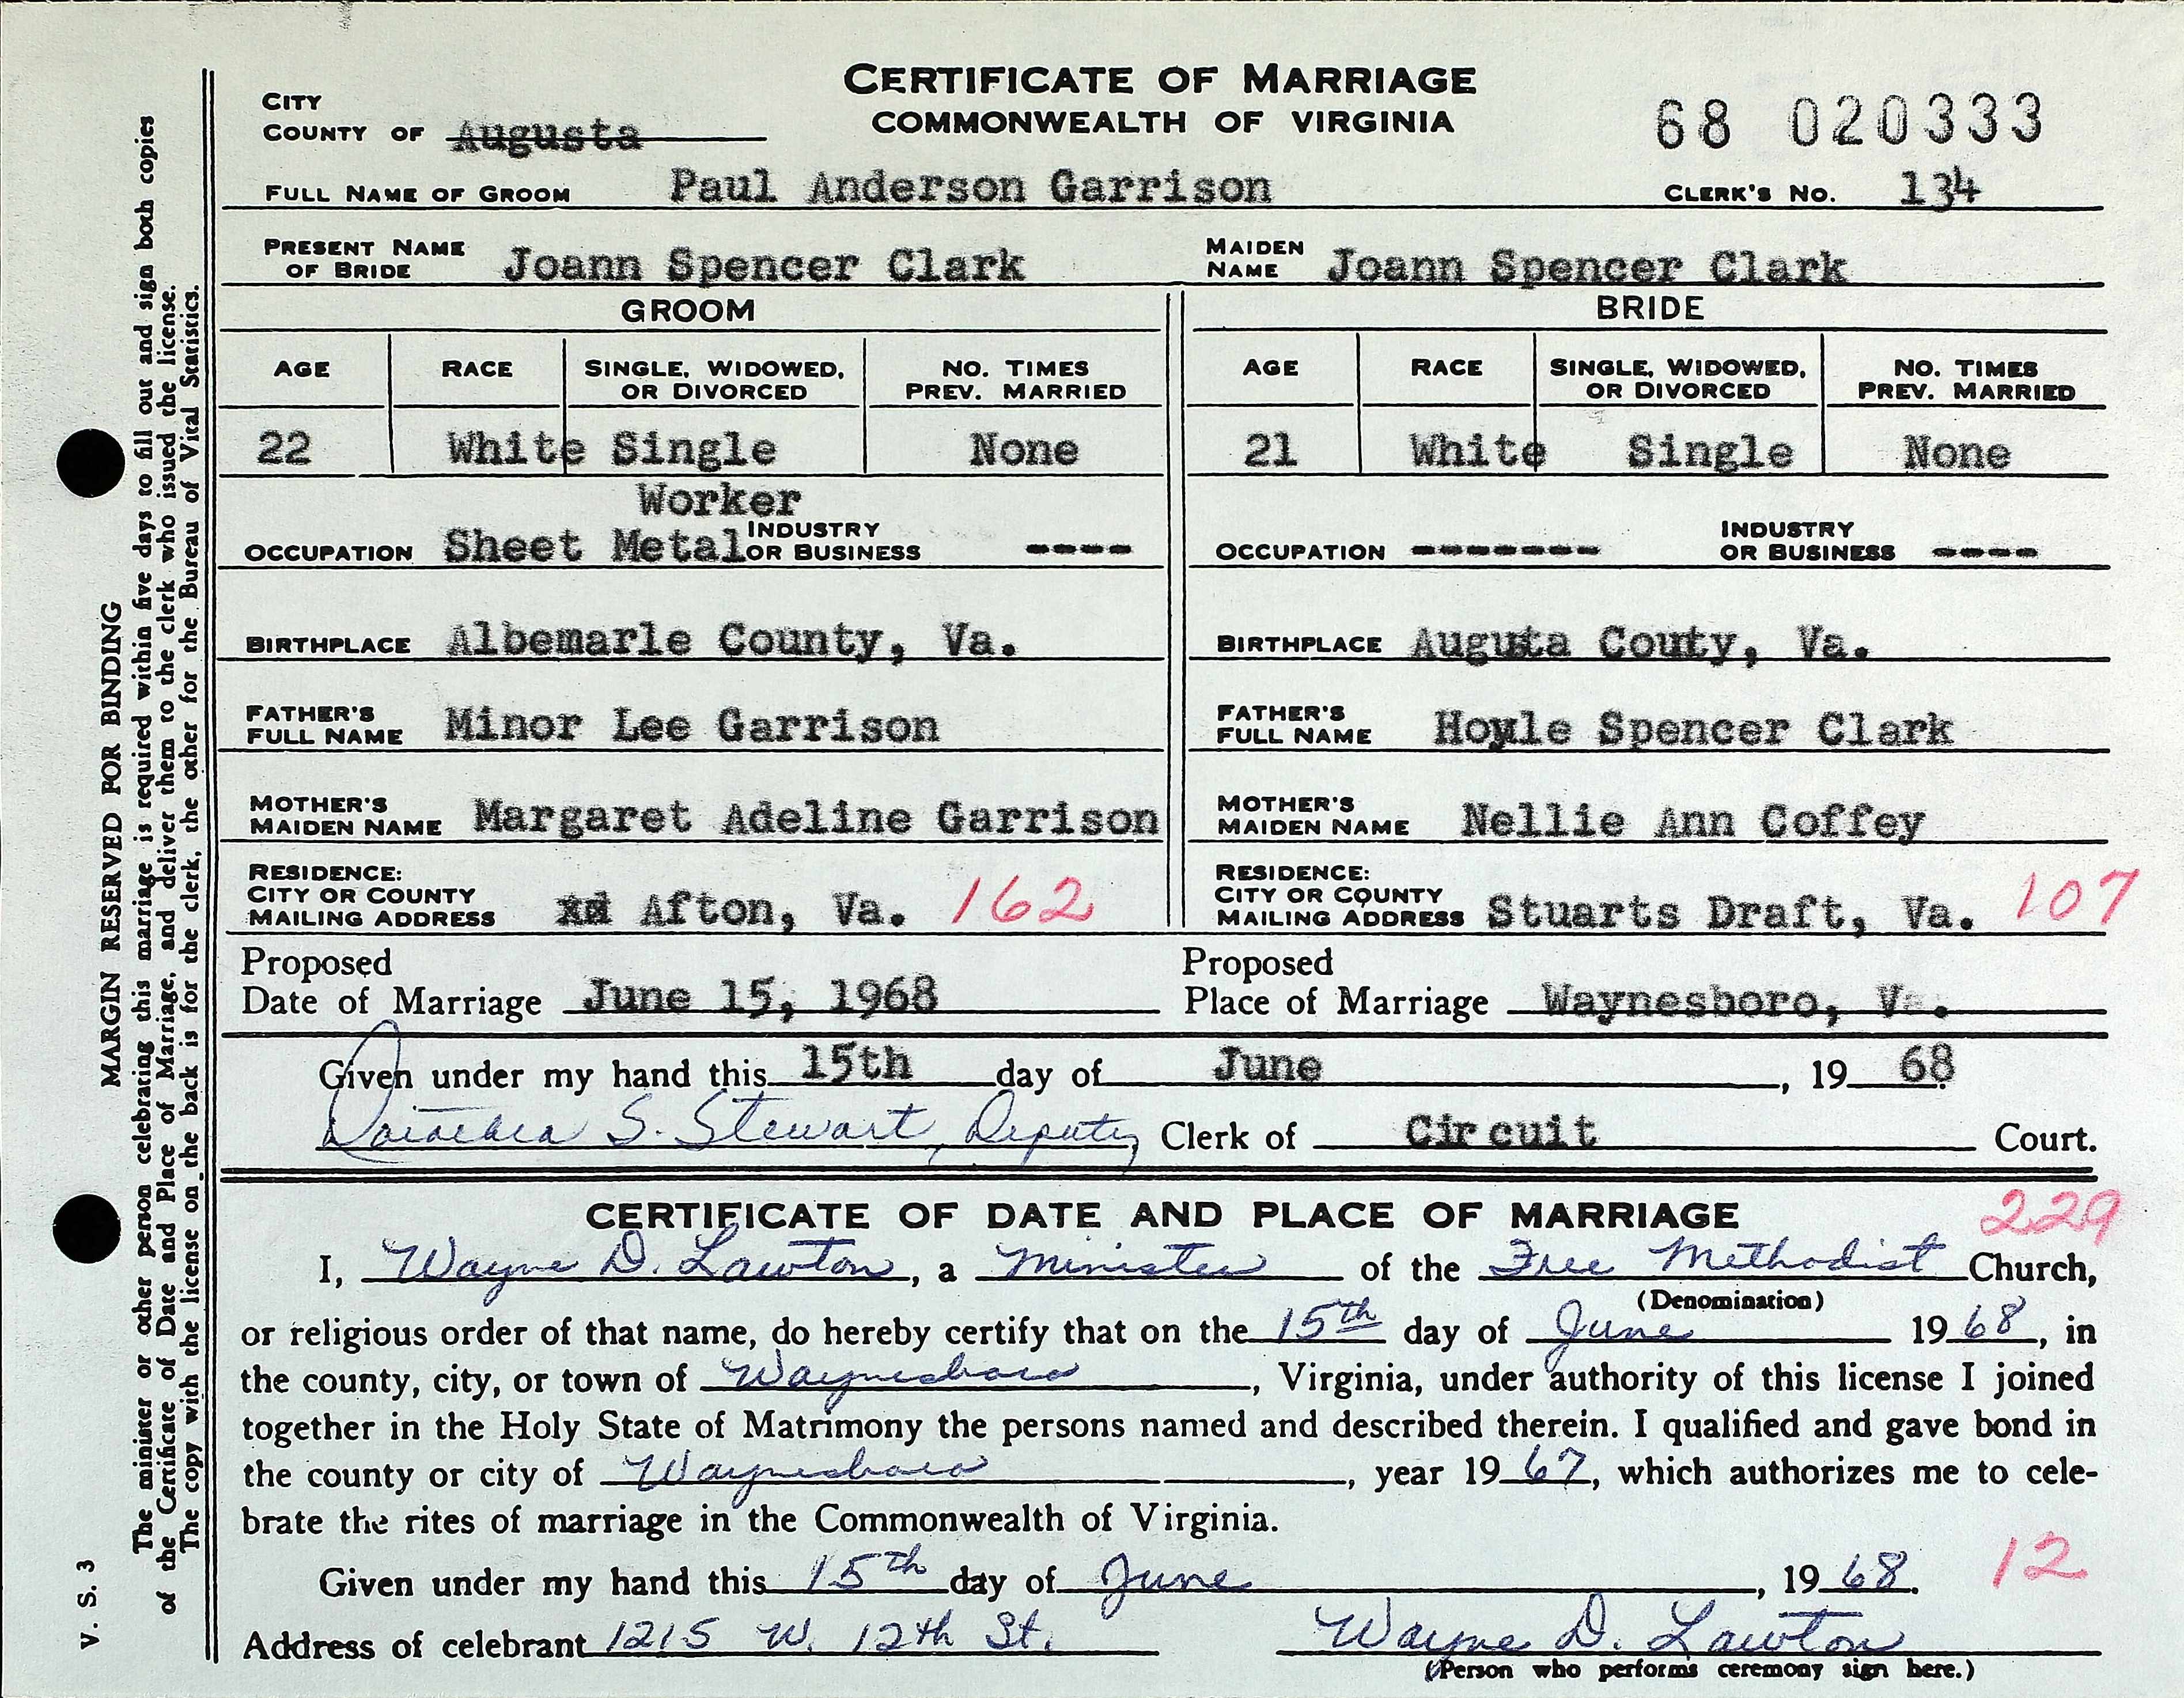 CERTIFICATE OF MARRIAGE
COMMONWEALTH OF VIRGINIA
CITY
COUNTY OF Augusta
68 020333
FULL NAME OF GROOM Paul Anderson Garrison CLERK'S NO. 134
PRESENT NAME OF BRIDE Joann Spencer Clark MAIDEN NAME Joann Spencer Clark
GROOM BRIDE
AGE RACE SINGLE, WIDOWED, OR DIVORCED NO. TIMES PREV. MARRIED AGE RACE SINGLE, WIDOWED, OR DIVORCED NO. TIMES PREV. MARRIED
22 White Single None 21 White Single None
Worker
OCCUPATION Sheet Metal INDUSTRY OR BUSINESS ---- OCCUPATION ------- INDUSTRY OR BUSINESS ----
BIRTHPLACE Albemarle County, Va. BIRTHPLACE Augusta Couty, Va.
FATHER'S FULL NAME Minor Lee Garrison FATHER'S FULL NAME Hoyle Spencer Clark
MOTHER'S MAIDEN NAME Margaret Adeline Garrison MOTHER'S MAIDEN NAME Nellie Ann Coffey
RESIDENCE: CITY OR COUNTY MAILING ADDRESS Afton, Va. 162 RESIDENCE: CITY OR COUNTY MAILING ADDRESS Stuarts Draft, Va. 107
Proposed Date of Marriage June 15, 1968 Proposed Place of Marriage Waynesboro, Va.
Given under my hand this 15th day of June, 19 68
S. Stewart, Deputy Clerk of Circuit Court.
CERTIFICATE OF DATE AND PLACE OF MARRIAGE 229
I, Wayne D. Lawton, a Minister of the Free Methodist Church,
(Denomination)
or religious order of that name, do hereby certify that on the 15th day of June 1968, in
the county, city, or town of Waynesboro, Virginia, under authority of this license I joined
together in the Holy State of Matrimony the persons named and described therein. I qualified and gave bond in
the county or city of Waynesboro, year 1967, which authorizes me to cele-
brate the rites of marriage in the Commonwealth of Virginia.
Given under my hand this 15th day of June, 1968. 12
Address of celebrant 1215 W. 12th St. Wayne D. Lawton
(Person who performs ceremony sign here.)
MARGIN RESERVED FOR BINDING
The minister or other person celebrating this marriage is required within five days to fill out and sign both copies
of the Certificate of Date and Place of Marriage, and deliver them to the clerk who issued the license.
The copy with the license on the back is for the clerk, the other for the Bureau of Vital Statistics.
V. S. 3